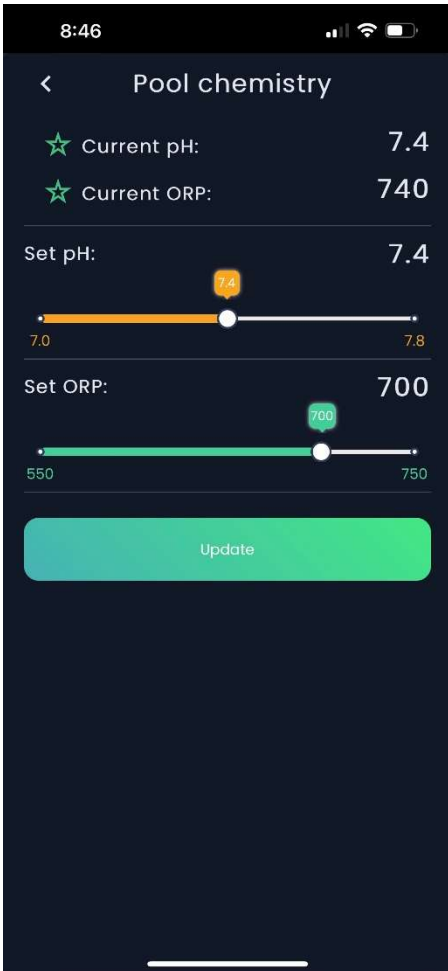 8:46
Pool chemistry
Current pH: 7.4
Current ORP: 740
Set pH: 7.4
7.4
7.0 7.8
Set ORP: 700
700
550 750
Update